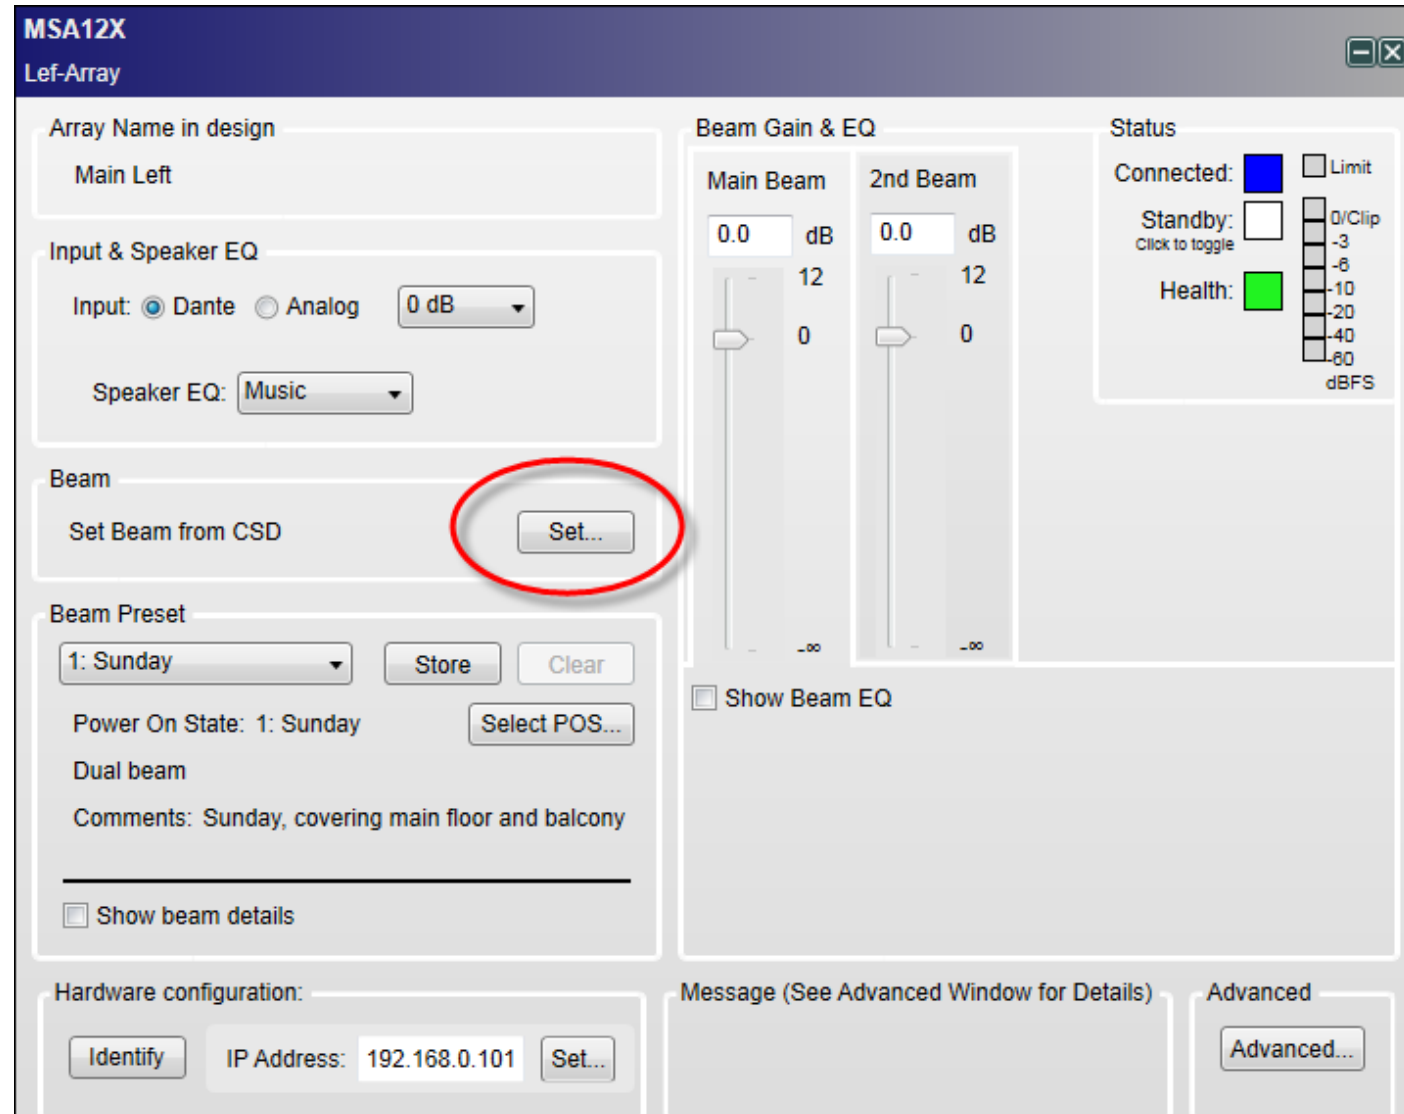 MSA12X
Lef-Array
Array Name in design
Main Left
Input & Speaker EQ
Input: Dante Analog 0 dB
Speaker EQ: Music
Beam
Set Beam from CSD Set...
Beam Preset
1: Sunday Store Clear
Power On State: 1: Sunday Select POS...
Dual beam
Comments: Sunday, covering main floor and balcony
Show beam details
Hardware configuration:
Identify IP Address: 192.168.0.101 Set...
Beam Gain & EQ
Main Beam 2nd Beam
0.0 dB 0.0 dB
12 12
0 0
-∞ -∞
Show Beam EQ
Status
Connected: Limit
Standby:
Click to toggle
Health:
0/Clip
-3
-6
-10
-20
-40
-60
dBFS
Message (See Advanced Window for Details)
Advanced
Advanced...